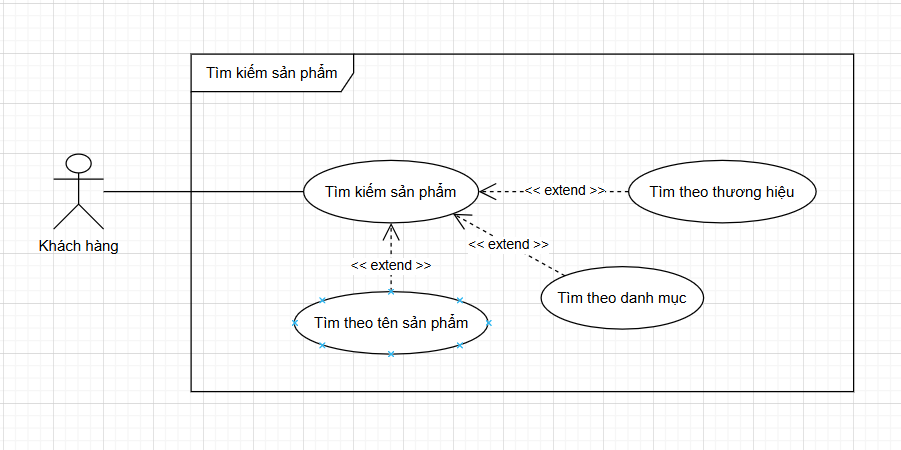 Tìm kiếm sản phẩm
Tìm kiếm sản phẩm
<< extend >>
Tìm theo thương hiệu
Khách hàng
<< extend >>
<< extend >>
Tìm theo danh mục
Tìm theo tên sản phẩm